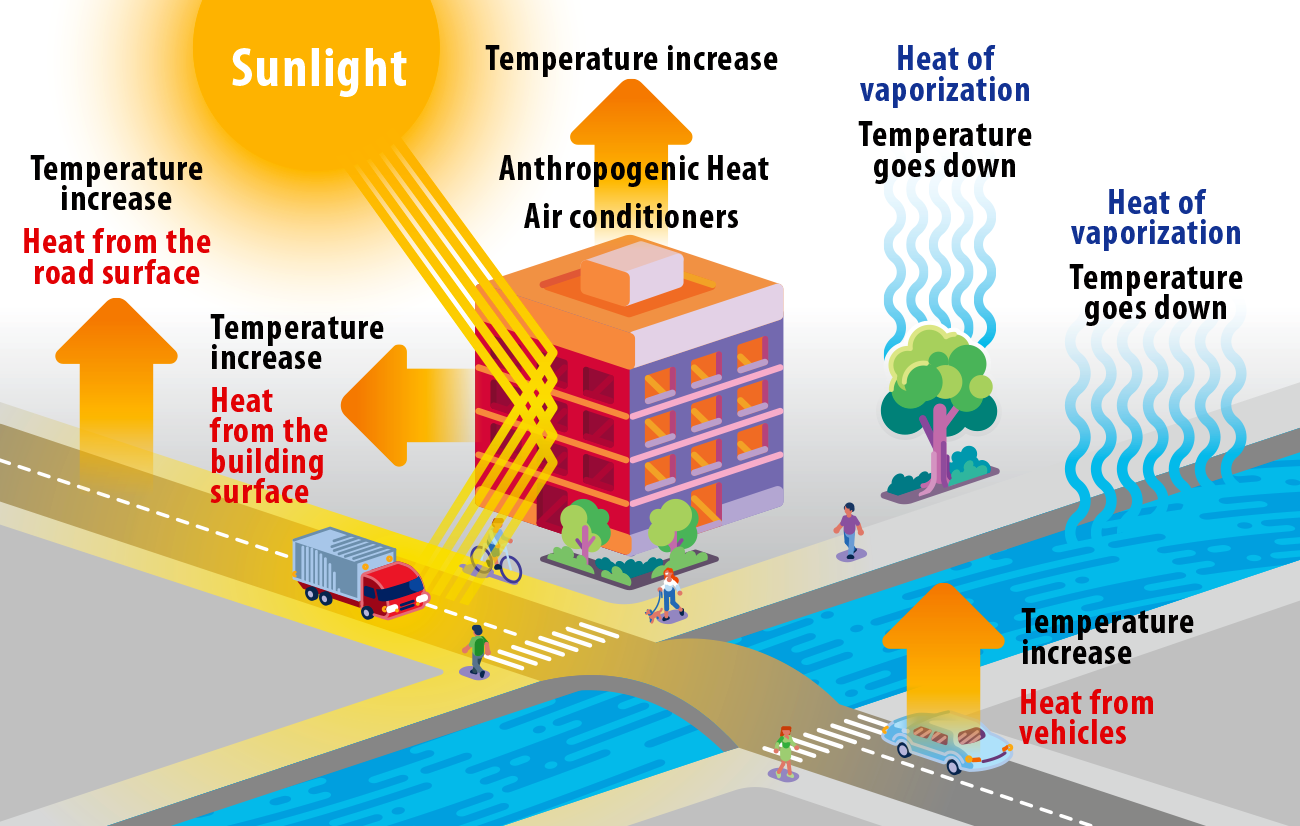 Sunlight
Temperature increase
Anthropogenic Heat
Air conditioners
Heat of
vaporization
Temperature
goes down
Temperature
increase
Heat from the
road surface
Heat of
vaporization
Temperature
goes down
Temperature
increase
Heat
from the
building
surface
Temperature
increase
Heat from
vehicles